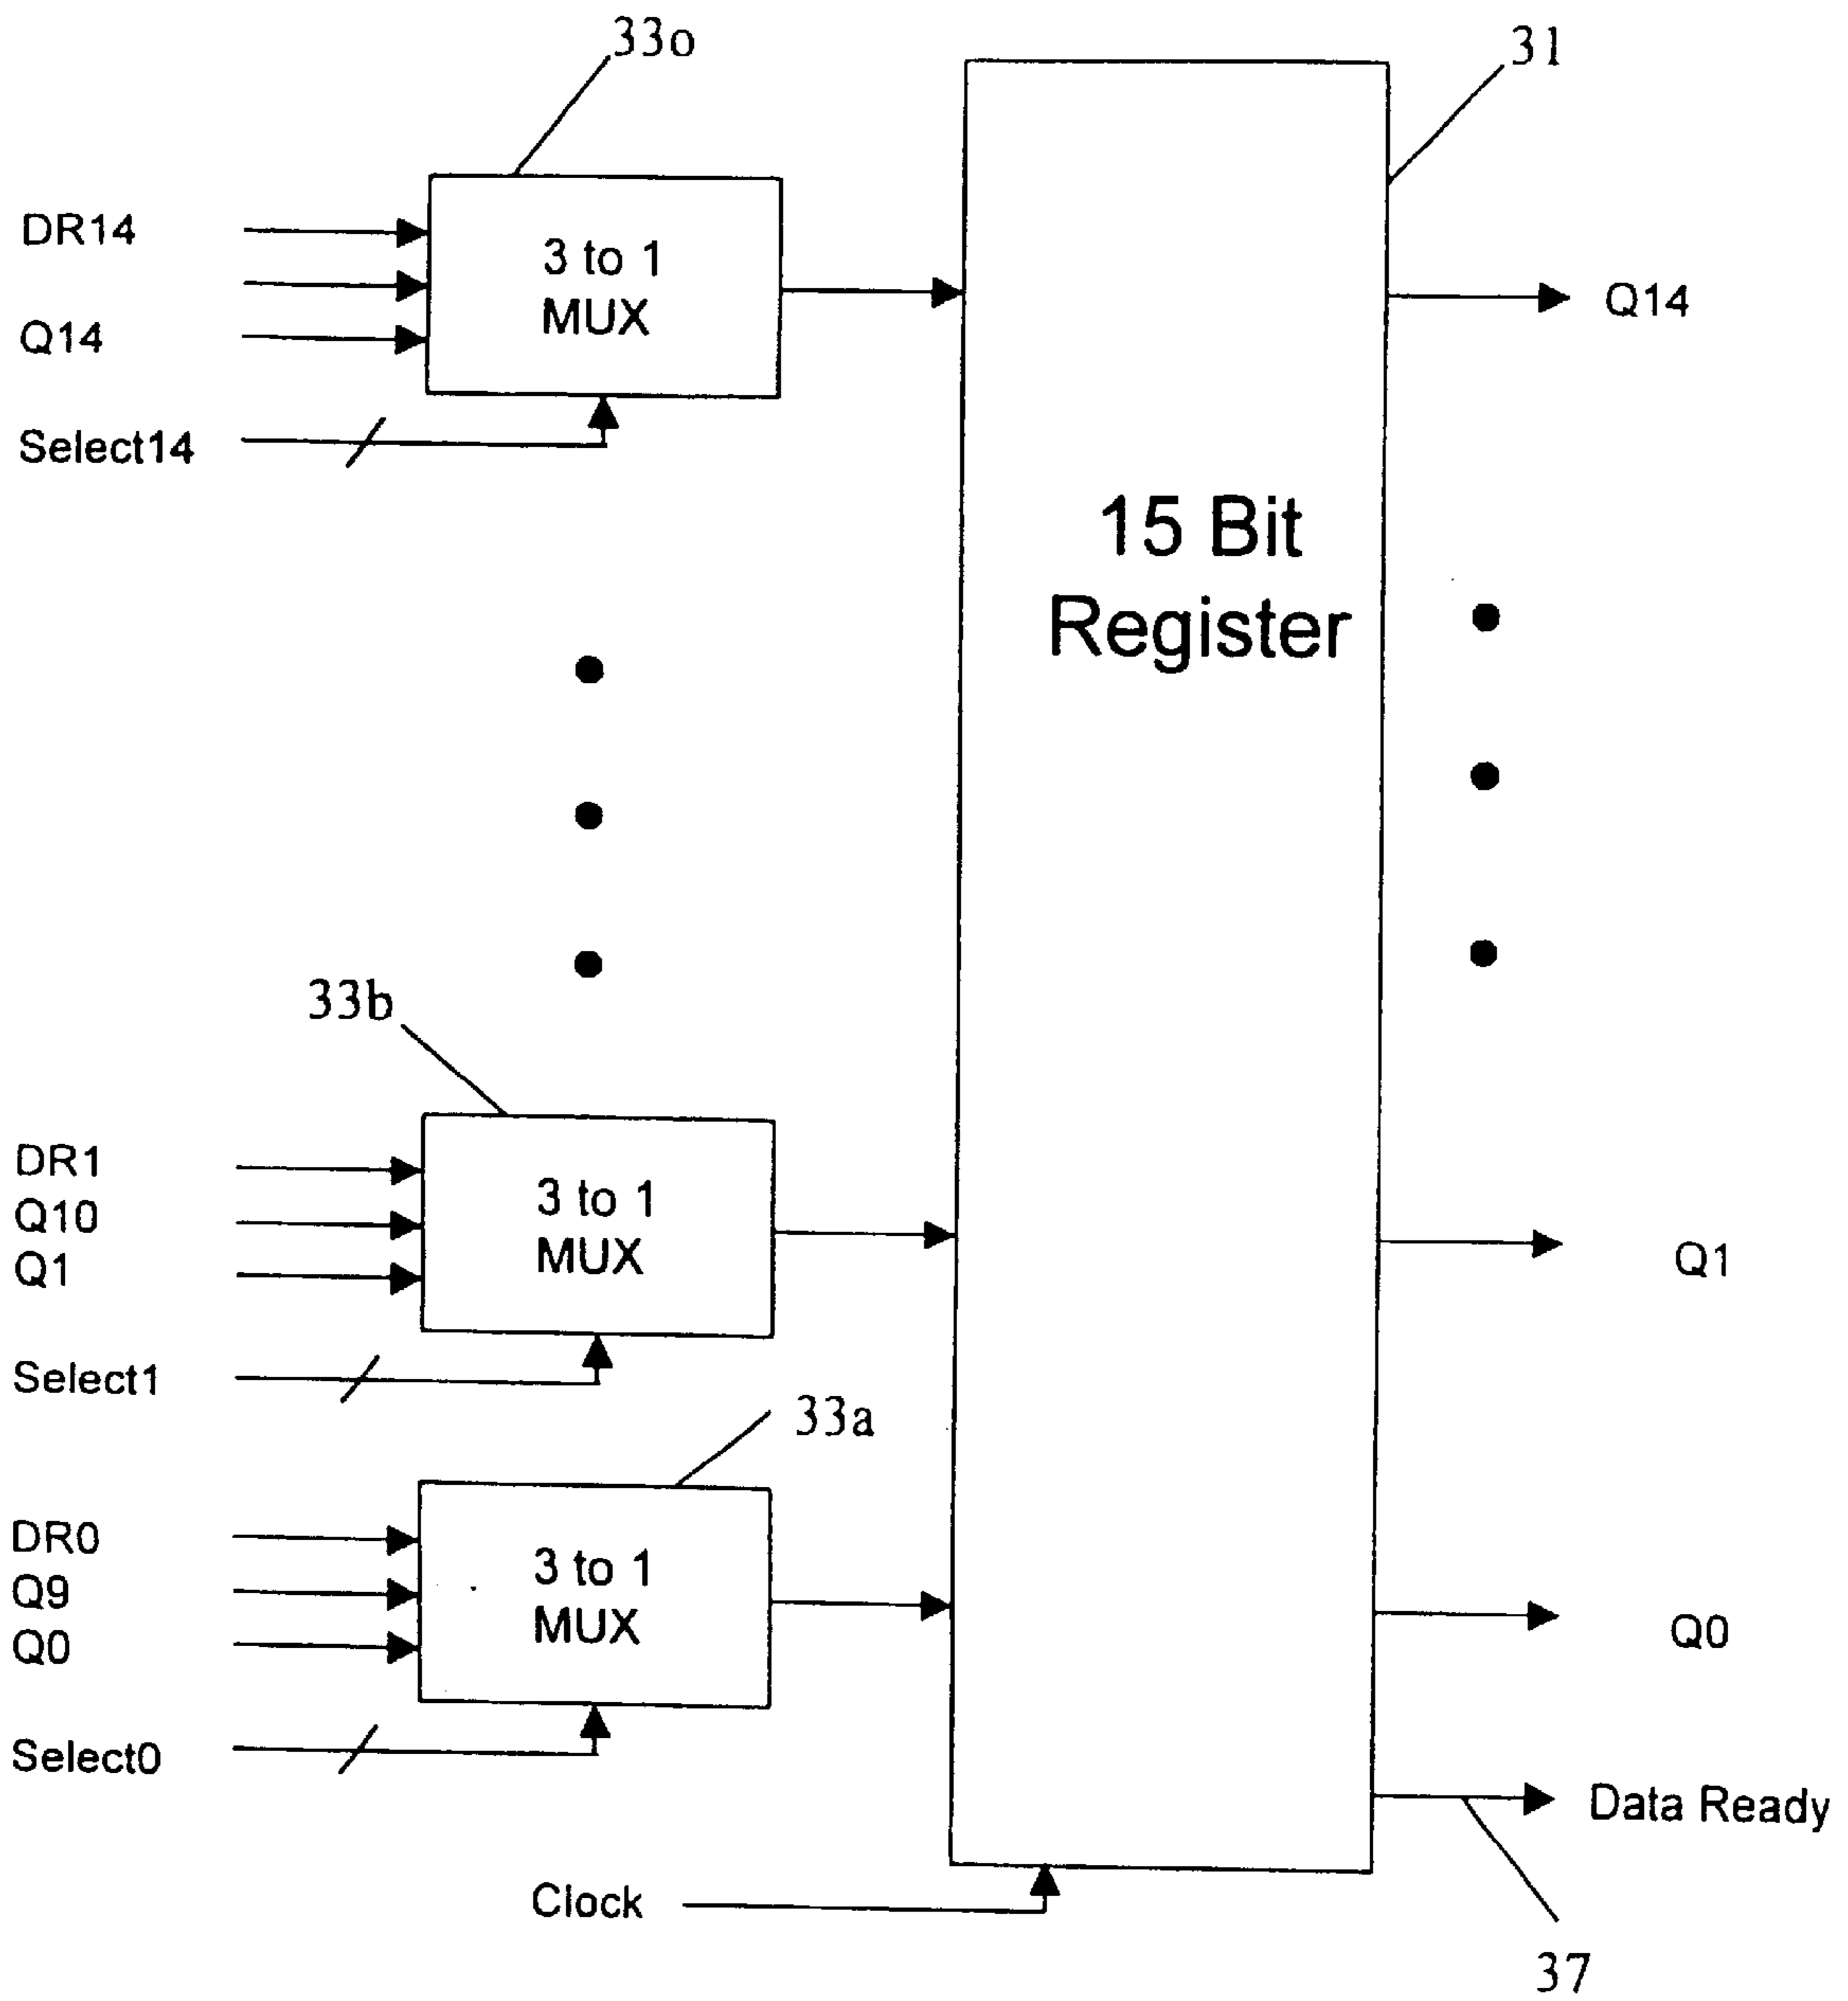 33o
31
DR14
Q14
Select14
3 to 1
MUX
15 Bit
Register
Q14
33b
DR1
Q10
Q1
Select1
3 to 1
MUX
Q1
33a
DR0
Q9
Q0
Select0
3 to 1
MUX
Q0
Data Ready
Clock
37